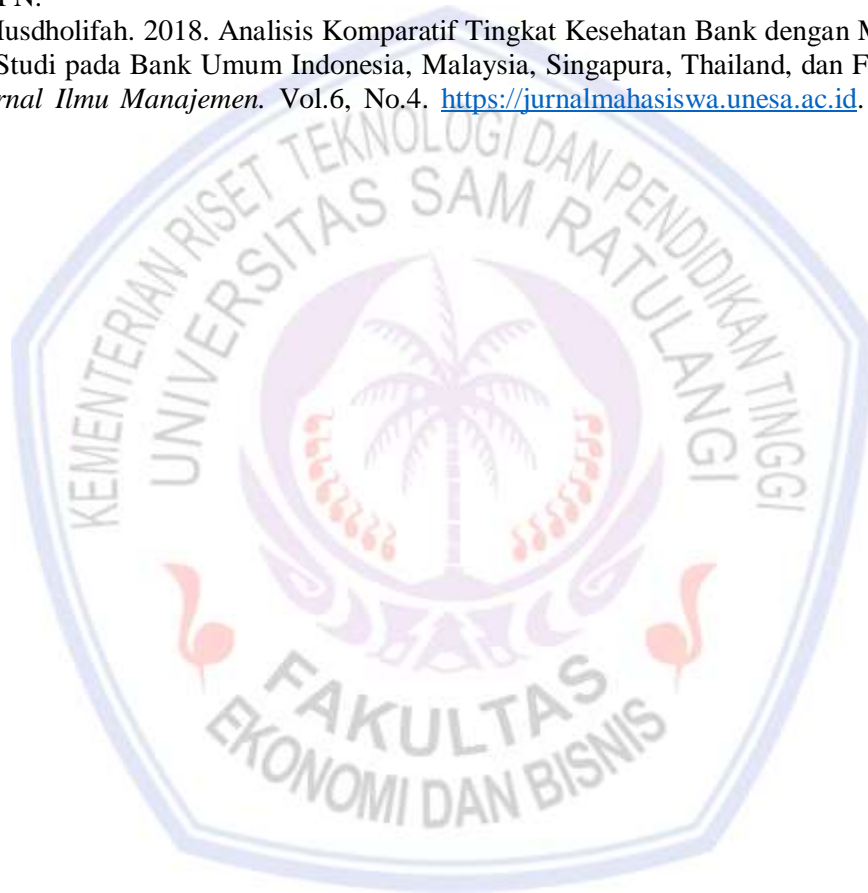 usdholifah. 2018. Analisis Komparatif Tingkat Kesehatan Bank dengan
Studi pada Bank Umum Indonesia, Malaysia, Singapura, Thailand, dan
rnal Ilmu Manajemen. Vol.6, No.4. https://jurnalmahasiswa.unesa.ac.id.
KEMENTERIAN RISET TEKNOLOGI DAN PENDIDIKAN TINGGI
UNIVERSITAS SAM RATULANGI
FAKULTAS
EKONOMI DAN BISNIS